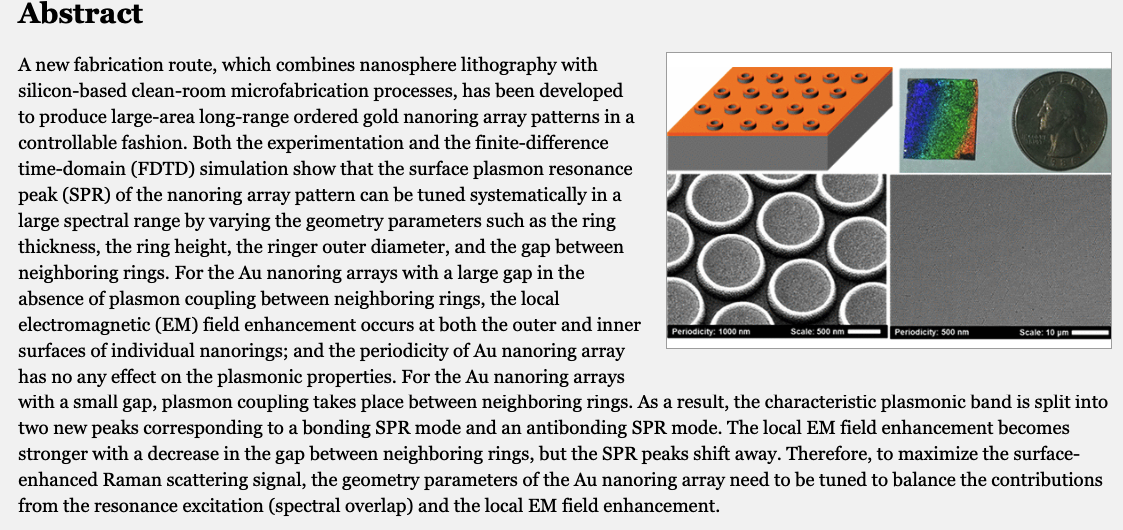 Abstract
A new fabrication route, which combines nanosphere lithography with
silicon-based clean-room microfabrication processes, has been developed
to produce large-area long-range ordered gold nanoring array patterns in a
controllable fashion. Both the experimentation and the finite-difference
time-domain (FDTD) simulation show that the surface plasmon resonance
peak (SPR) of the nanoring array pattern can be tuned systematically in a
large spectral range by varying the geometry parameters such as the ring
thickness, the ring height, the ringer outer diameter, and the gap between
neighboring rings. For the Au nanoring arrays with a large gap in the
absence of plasmon coupling between neighboring rings, the local
electromagnetic (EM) field enhancement occurs at both the outer and inner
surfaces of individual nanorings; and the periodicity of Au nanoring array
has no any effect on the plasmonic properties. For the Au nanoring arrays
with a small gap, plasmon coupling takes place between neighboring rings. As a result, the characteristic plasmonic band is split into
two new peaks corresponding to a bonding SPR mode and an antibonding SPR mode. The local EM field enhancement becomes
stronger with a decrease in the gap between neighboring rings, but the SPR peaks shift away. Therefore, to maximize the surface-
enhanced Raman scattering signal, the geometry parameters of the Au nanoring array need to be tuned to balance the contributions
from the resonance excitation (spectral overlap) and the local EM field enhancement.
Periodicity: 1000 nm Scale: 500 nm
Periodicity: 500 nm Scale: 10 μm